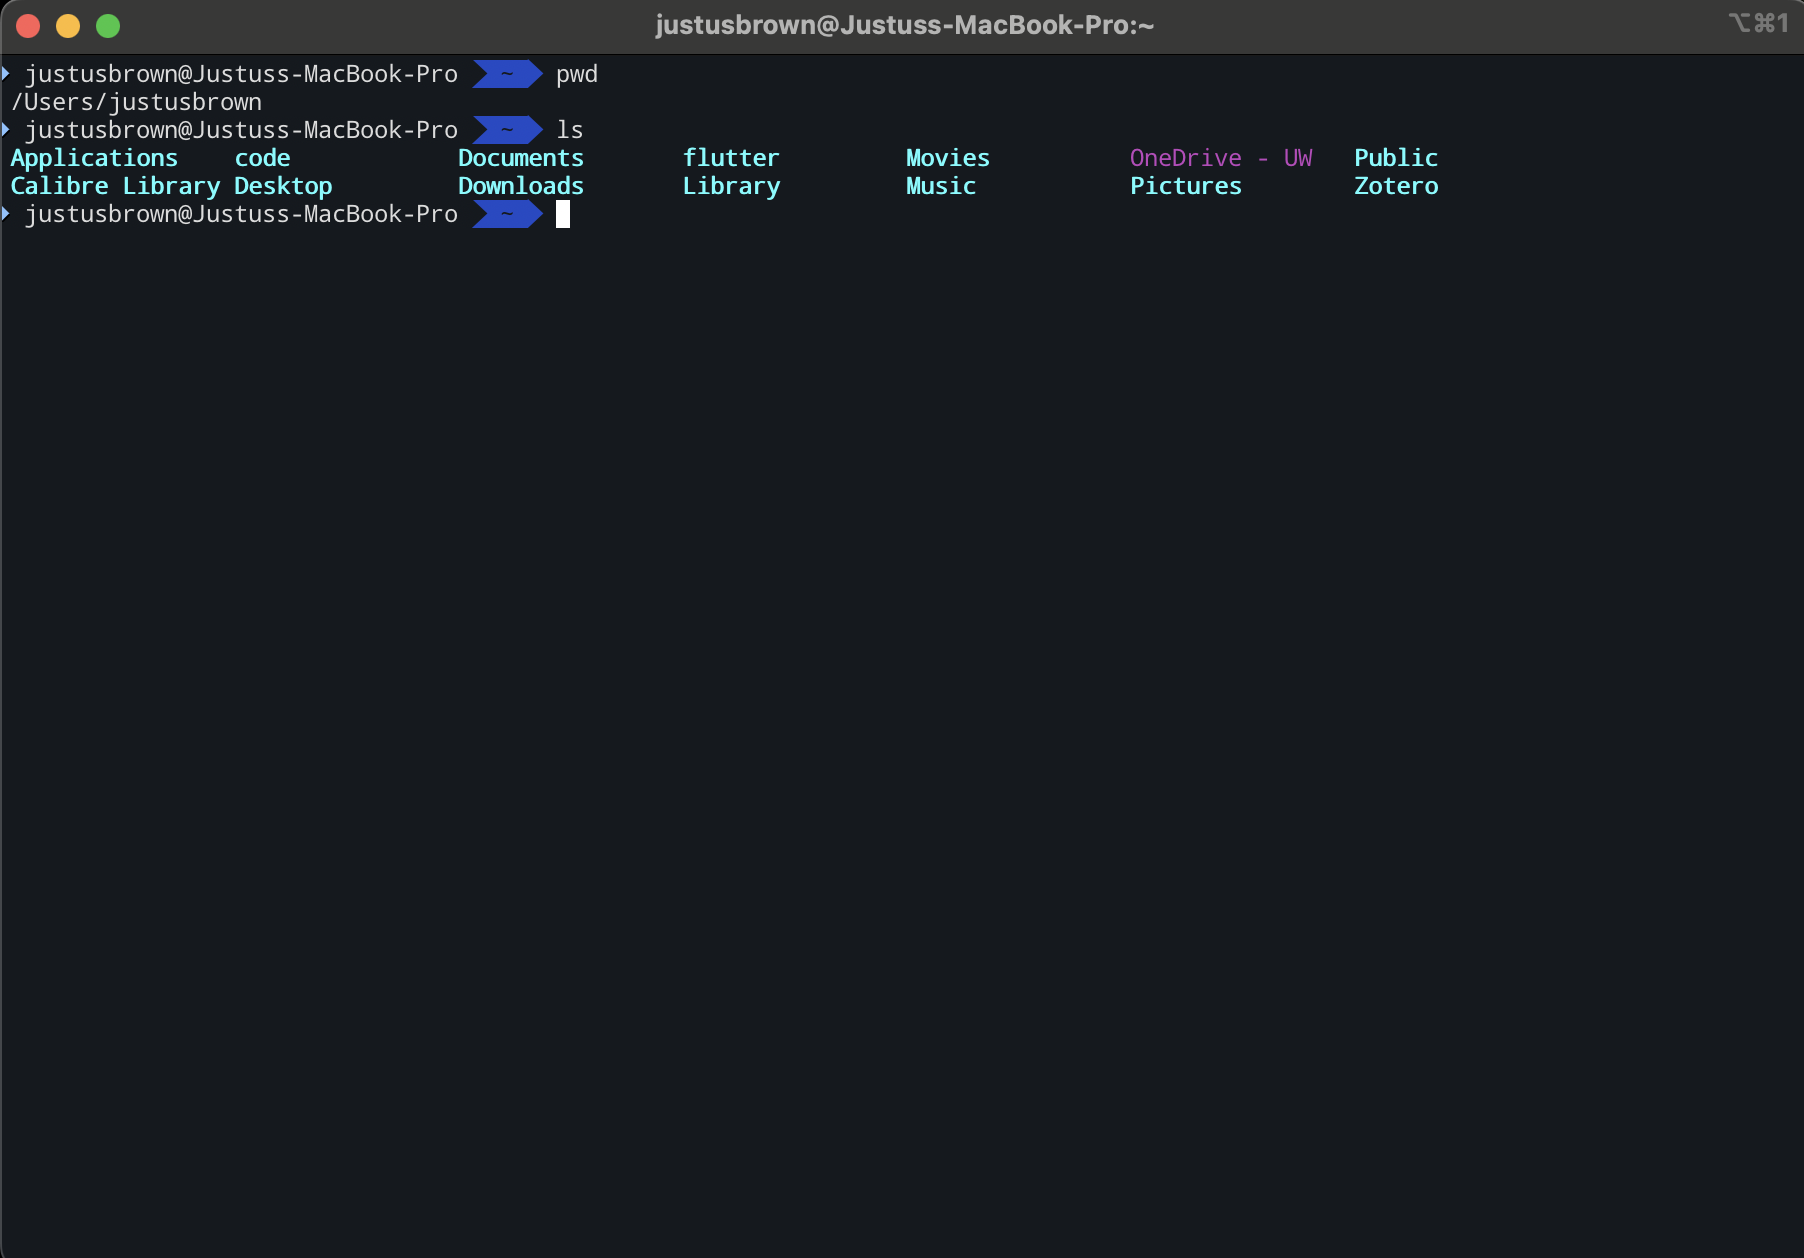 justusbrown@Justuss-MacBook-Pro:~ ⌥⌘1
justusbrown@Justuss-MacBook-Pro ~ pwd
/Users/justusbrown
justusbrown@Justuss-MacBook-Pro ~ ls
Applications code Documents flutter Movies OneDrive - UW Public
Calibre Library Desktop Downloads Library Music Pictures Zotero
justusbrown@Justuss-MacBook-Pro ~